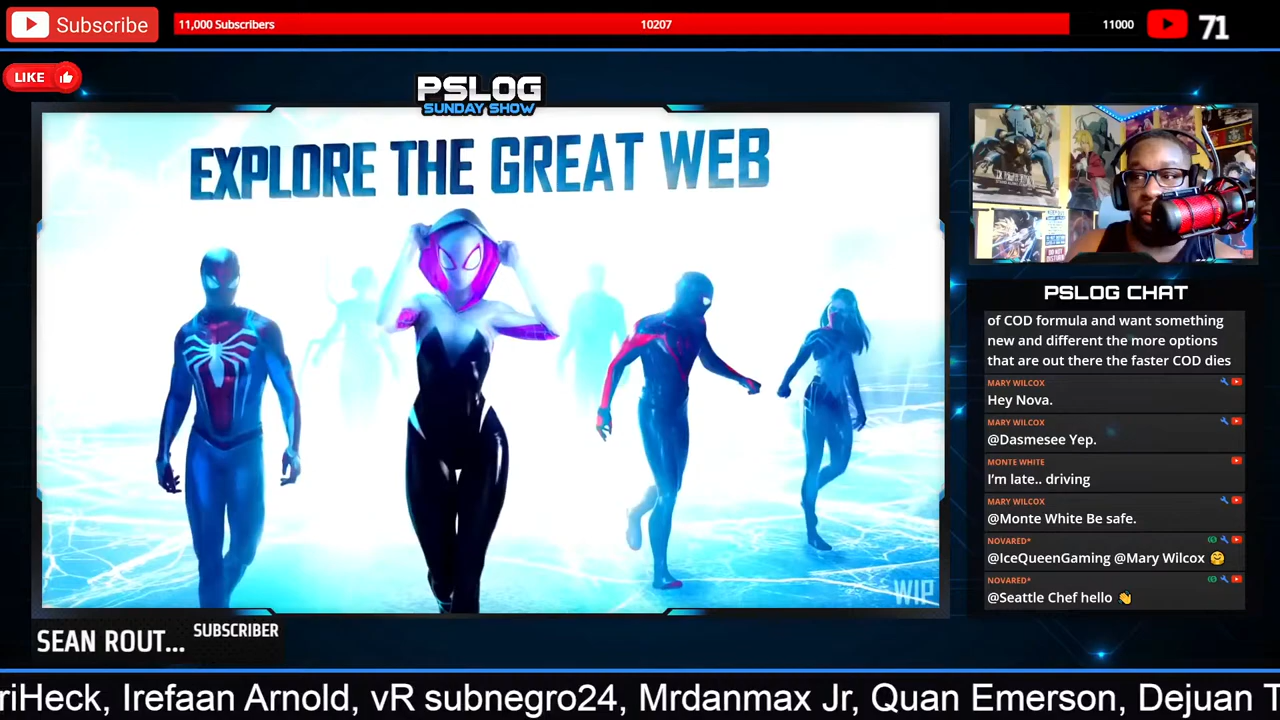 Subscribe
11,000 Subscribers
10207
11000
71
LIKE
PSLOG
SUNDAY SHOW
EXPLORE THE GREAT WEB
WIP
PSLOG CHAT
of COD formula and want something
new and different the more options
that are out there the faster COD dies
MARY WILCOX
Hey Nova.
MARY WILCOX
@Dasmesee Yep.
MONTE WHITE
I'm late.. driving
MARY WILCOX
@Monte White Be safe.
NOVARED*
@IceQueenGaming @Mary Wilcox
NOVARED*
@Seattle Chef hello
SEAN ROUT...
SUBSCRIBER
riHeck, Irefaan Arnold, vR subnegro24, Mrdanmax Jr, Quan Emerson, Dejuan T